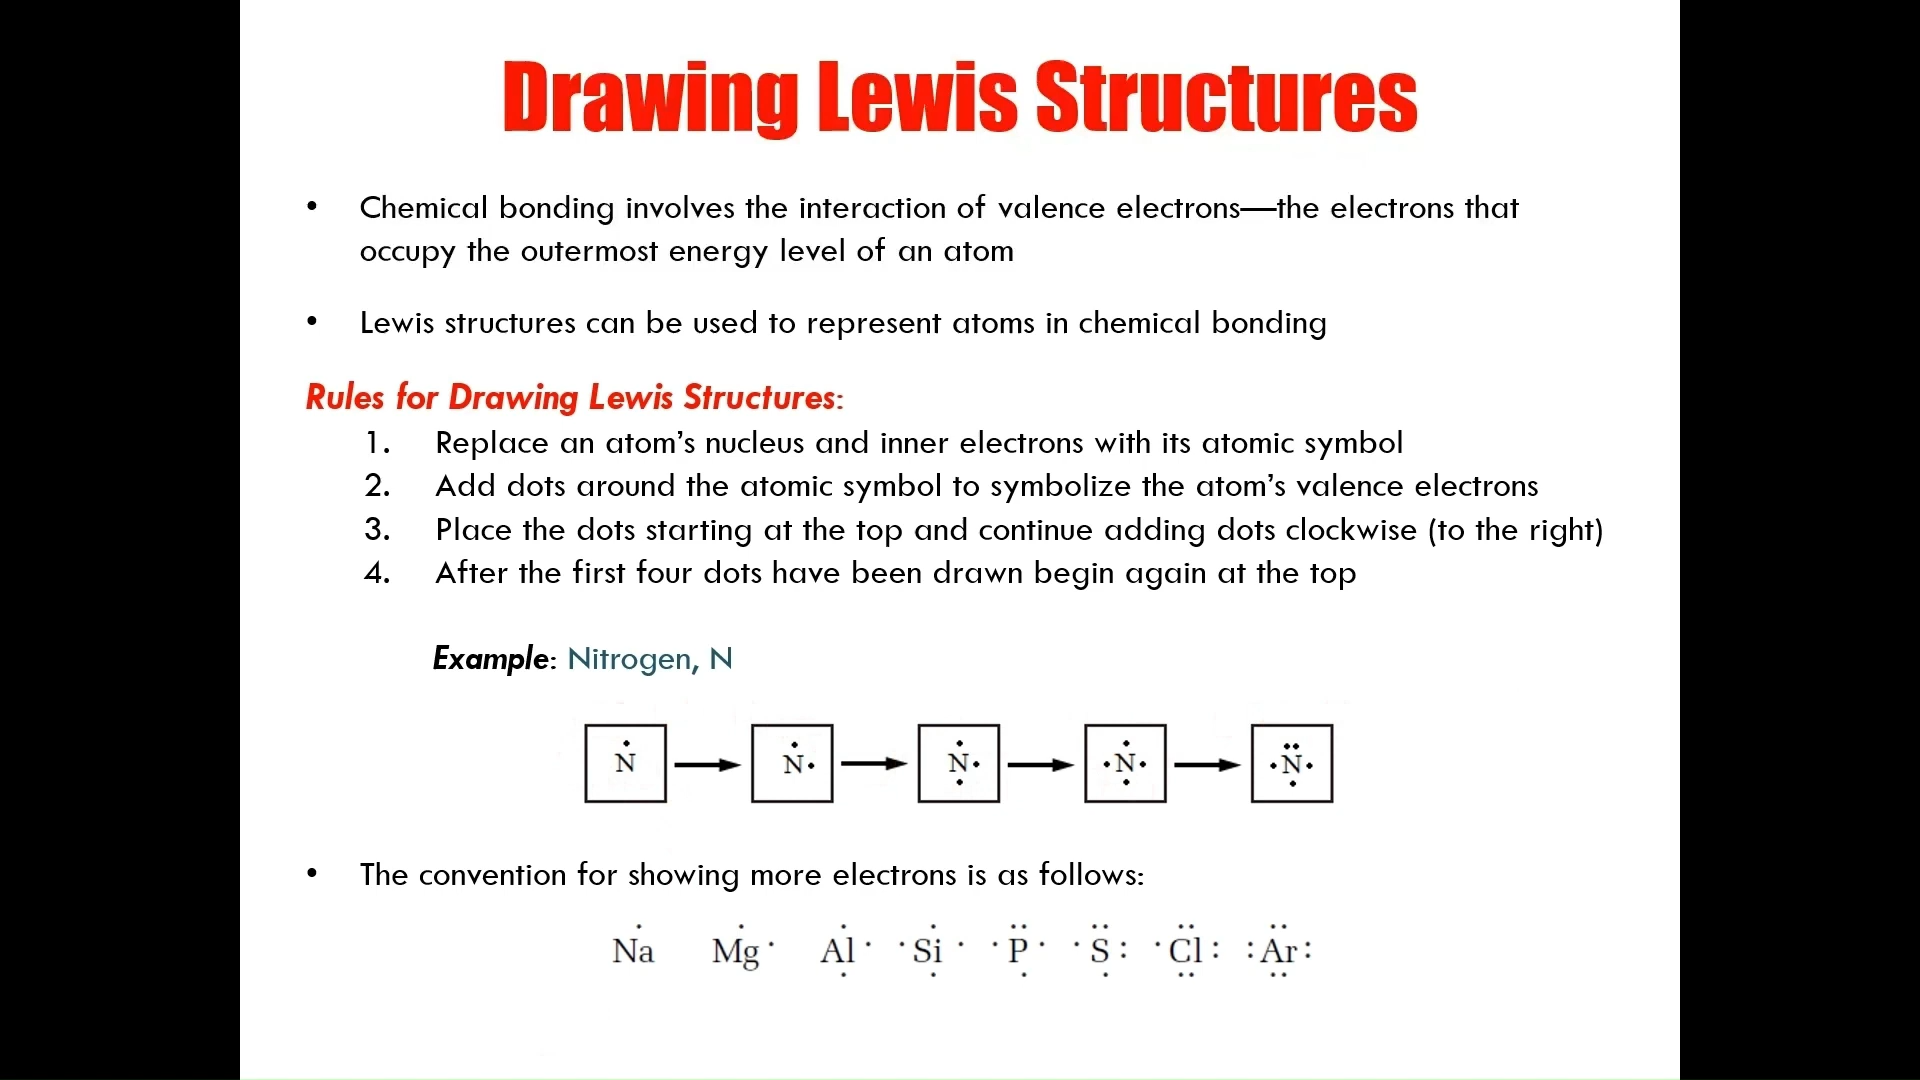 Drawing Lewis Structures
• Chemical bonding involves the interaction of valence electrons—the electrons that
occupy the outermost energy level of an atom
• Lewis structures can be used to represent atoms in chemical bonding
Rules for Drawing Lewis Structures:
1. Replace an atom’s nucleus and inner electrons with its atomic symbol
2. Add dots around the atomic symbol to symbolize the atom’s valence electrons
3. Place the dots starting at the top and continue adding dots clockwise (to the right)
4. After the first four dots have been drawn begin again at the top
Example: Nitrogen, N
N N N N N
• The convention for showing more electrons is as follows:
Na Mg Al Si P S Cl Ar